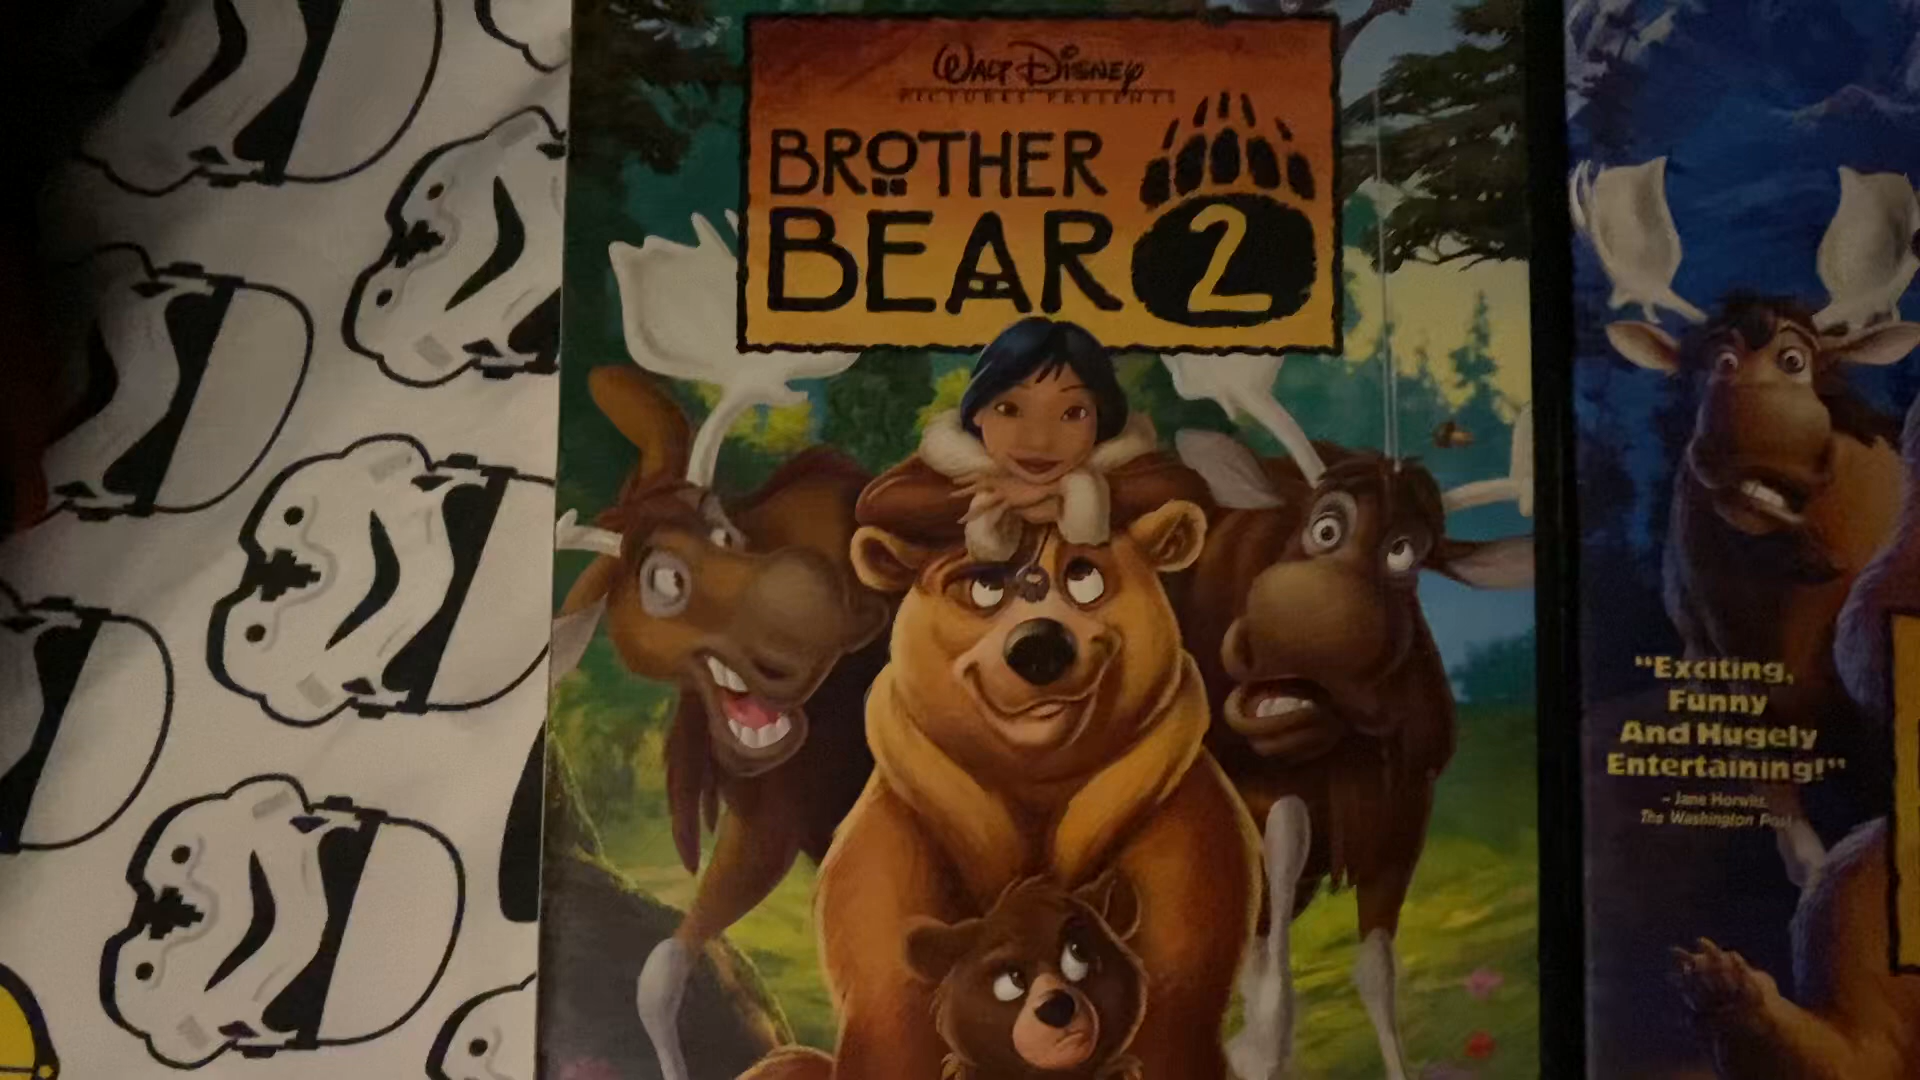 WALT DISNEY
PICTURES PRESENTS
BROTHER
BEAR 2
"Exciting,
Funny
And Hugely
Entertaining!"
– Jane Horwitz,
The Washington Post